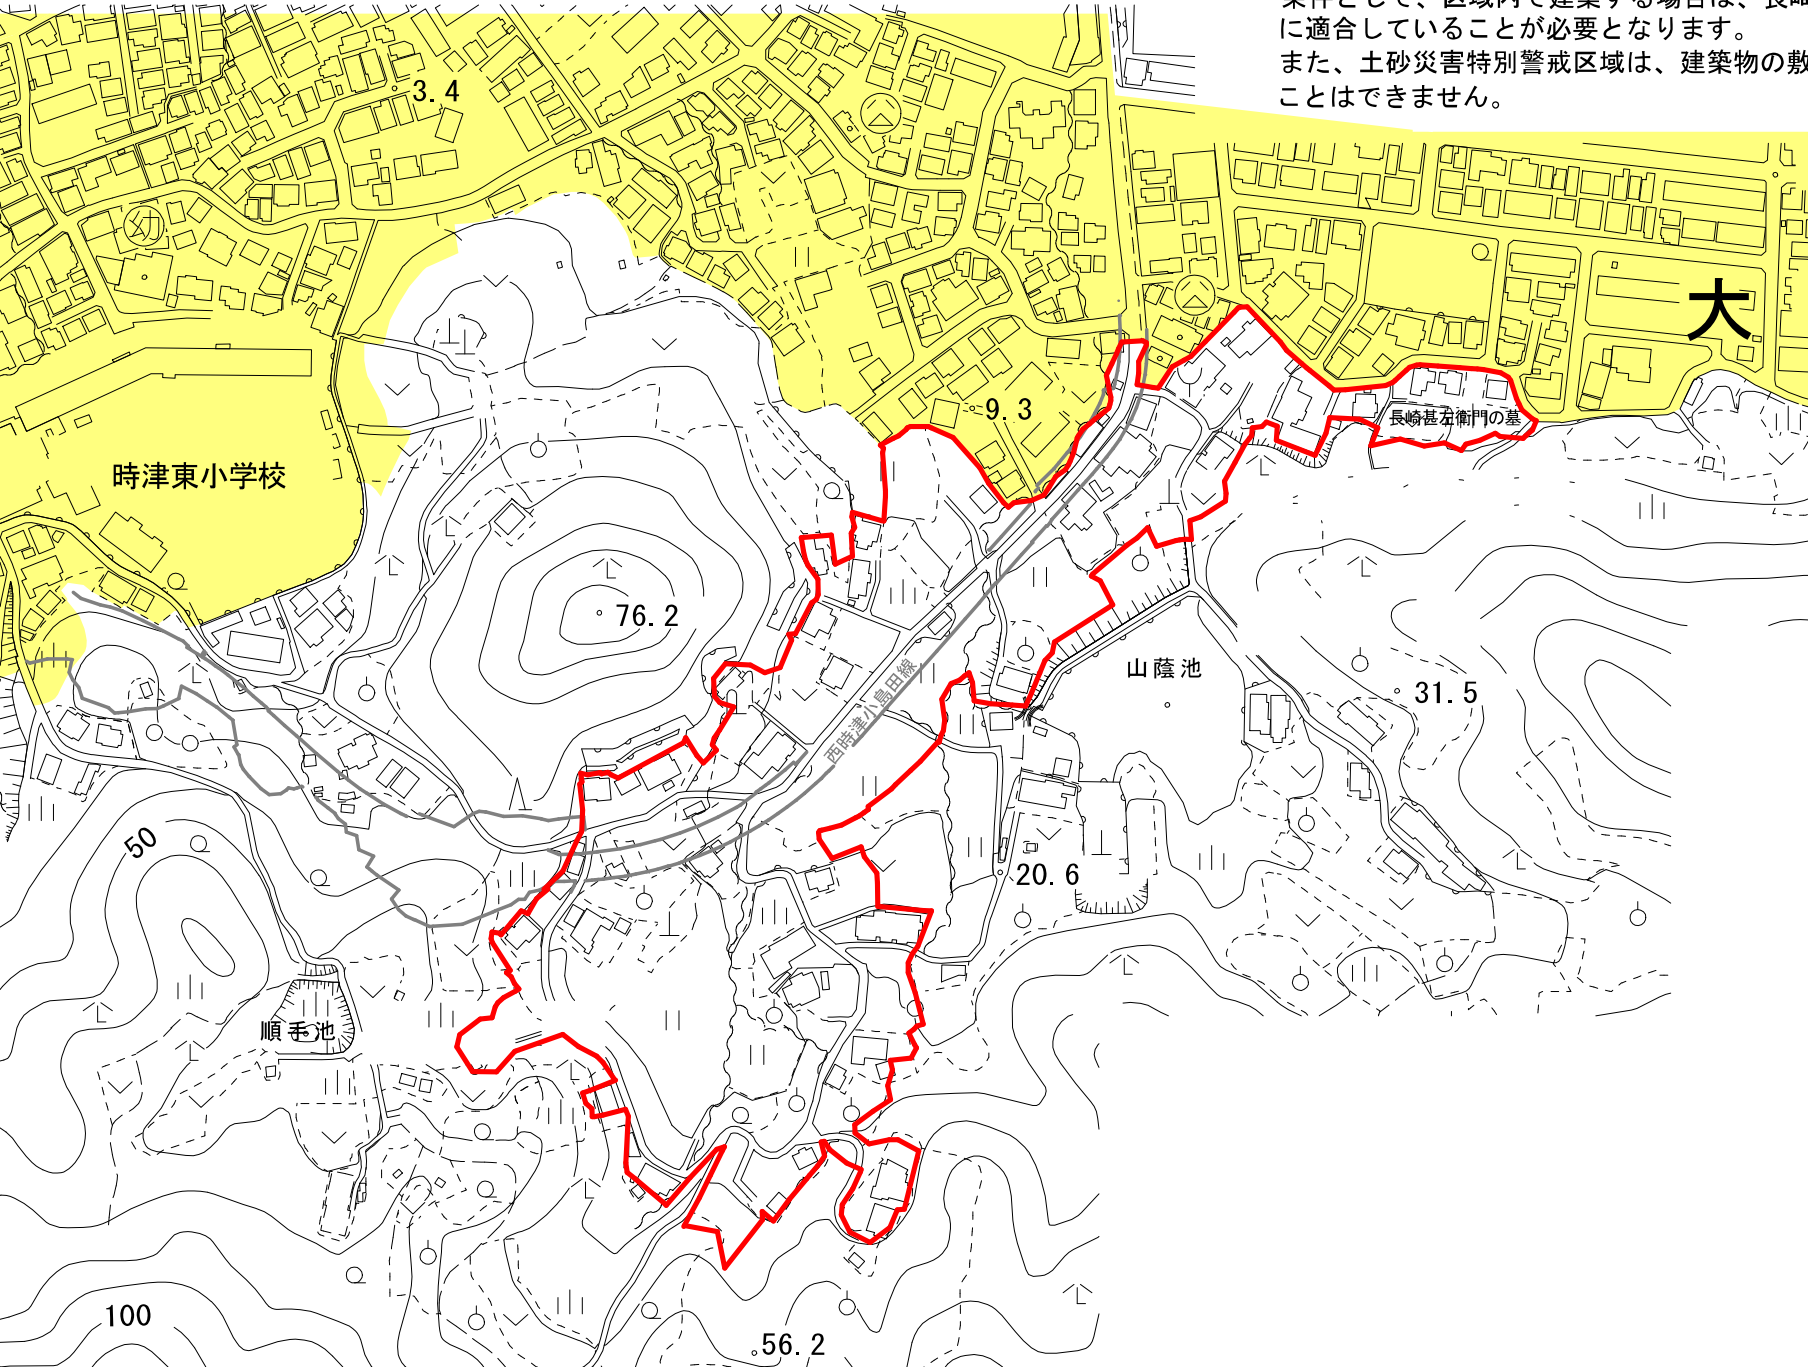 に適合していることが必要となります。
また、土砂災害特別警戒区域は、建築物の敷
ことはできません。
3.4
大
9.3
長崎甚左衛門の墓
時津東小学校
76.2
山蔭池
31.5
西時津小島田線
50
20.6
順手池
100
56.2